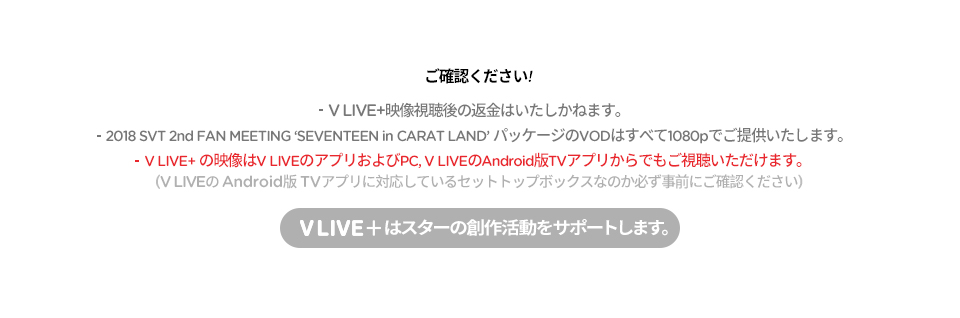 ご確認ください!
- V LIVE+映像視聴後の返金はいたしかねます。
- 2018 SVT 2nd FAN MEETING ‘SEVENTEEN in CARAT LAND’ パッケージのVODはすべて1080pでご提供いたします。
- V LIVE+ の映像はV LIVEのアプリおよびPC, V LIVEのAndroid版TVアプリからでもご視聴いただけます。
(V LIVEの Android版 TVアプリに対応しているセットトップボックスなのか必ず事前にご確認ください)
V LIVE＋はスターの創作活動をサポートします。